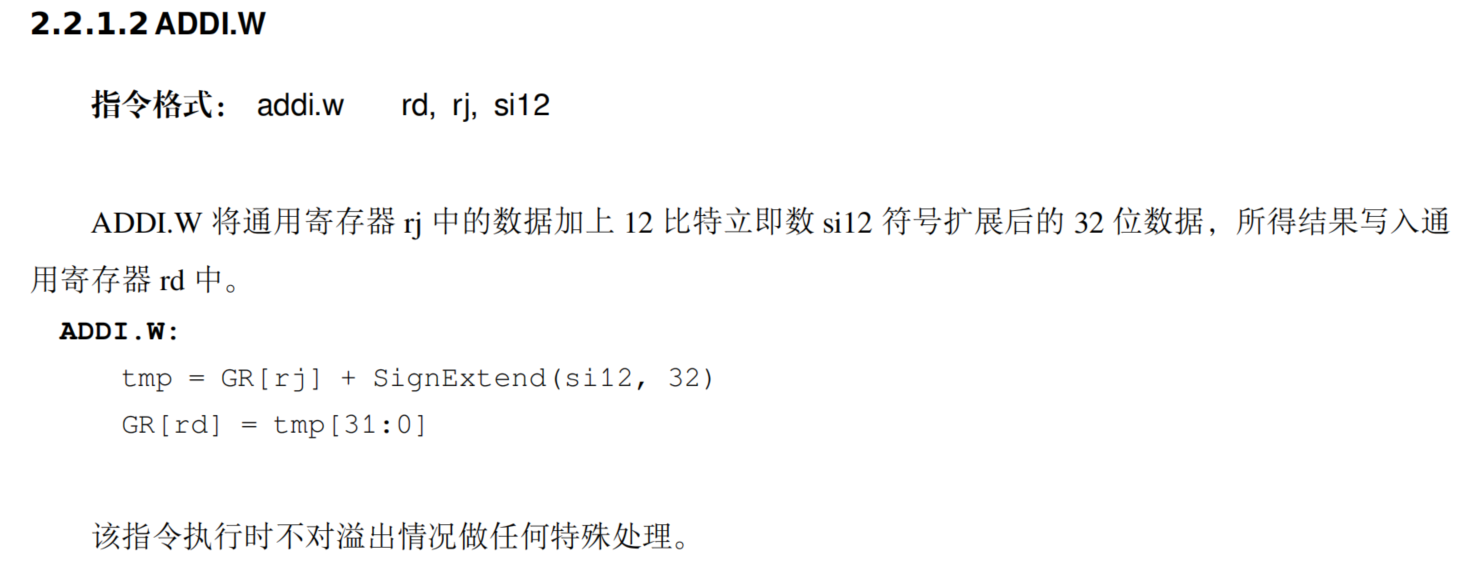 2.2.1.2 ADDI.W
指令格式： addi.w rd, rj, si12
ADDI.W 将通用寄存器 rj 中的数据加上 12 比特立即数 si12 符号扩展后的 32 位数据，所得结果写入通
用寄存器 rd 中。
ADDI.W:
tmp = GR[rj] + SignExtend(si12, 32)
GR[rd] = tmp[31:0]
该指令执行时不对溢出情况做任何特殊处理。